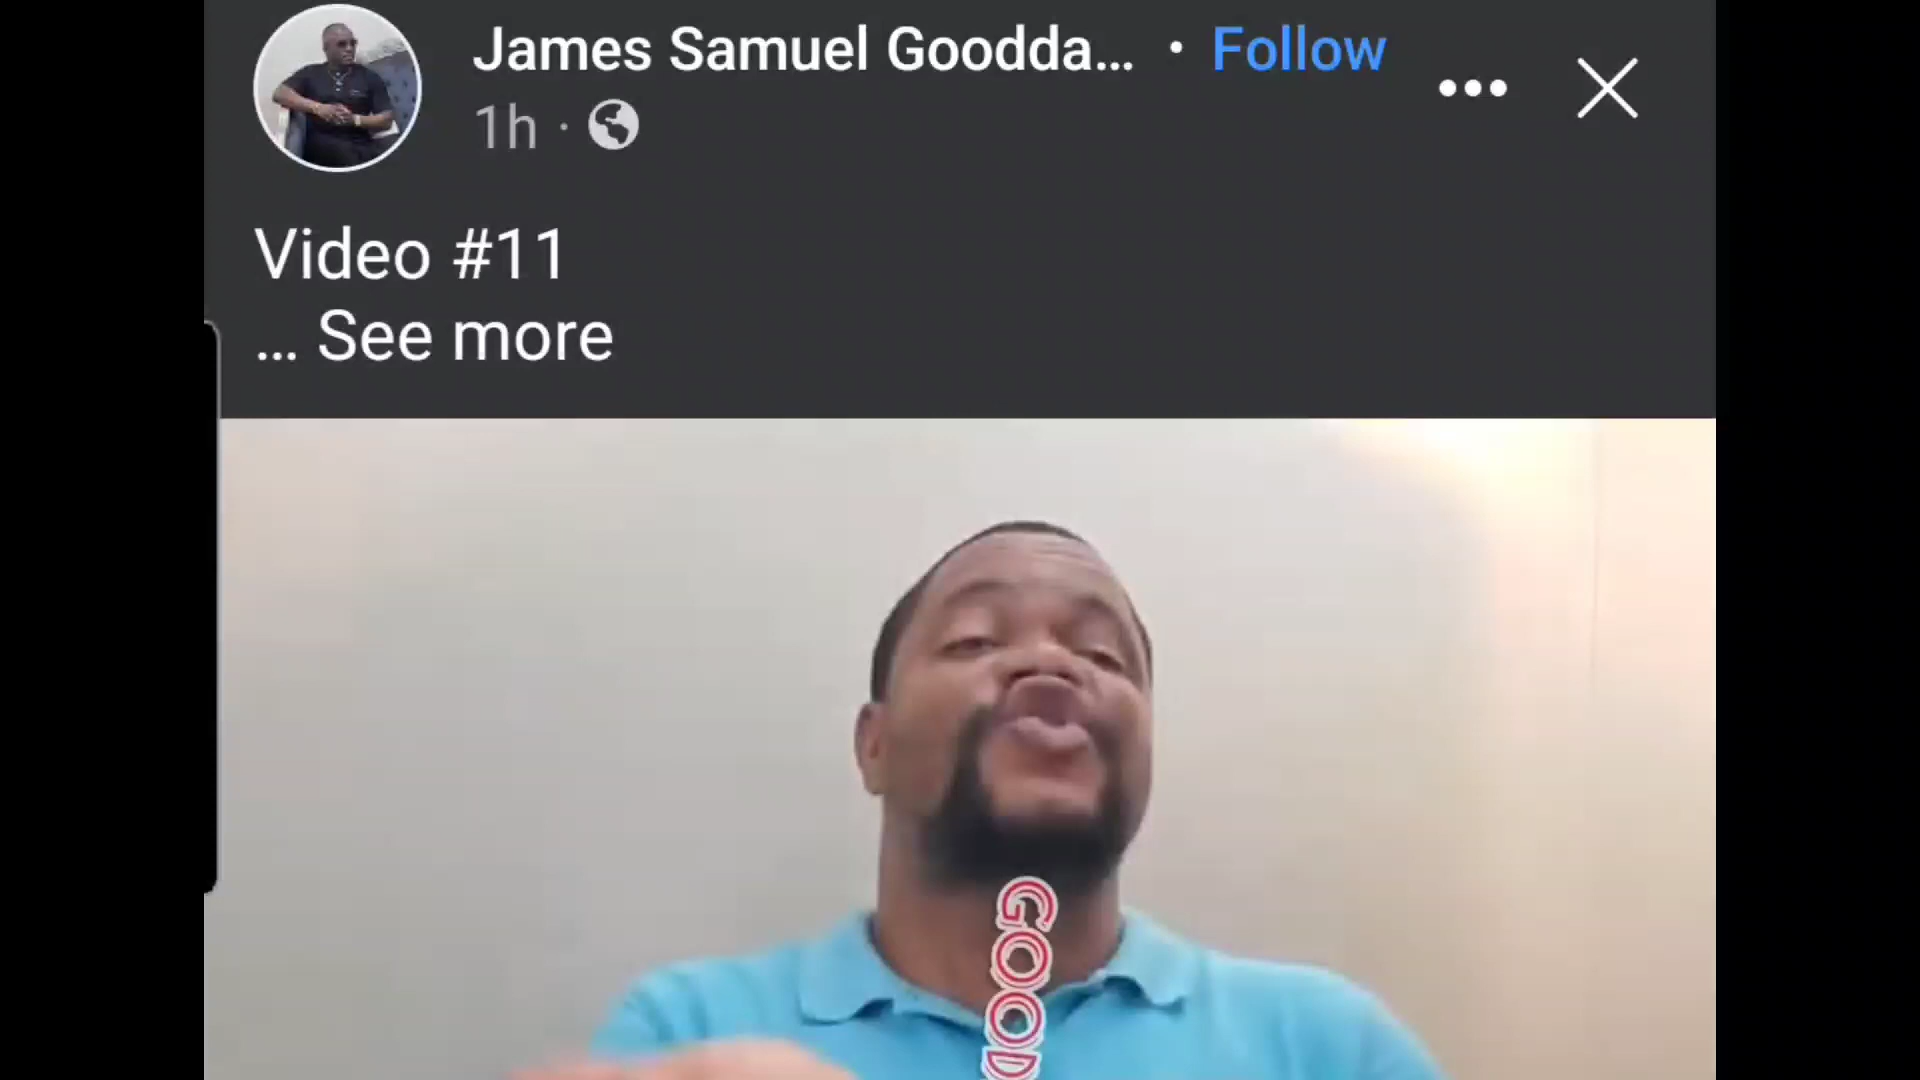 James Samuel Goodda... • Follow
1h ·
Video #11
... See more
GOOD